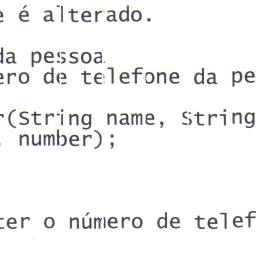 e é alterado.
da pessoa
ero de telefone da pe
r(String name, String
number);
ter o número de telef